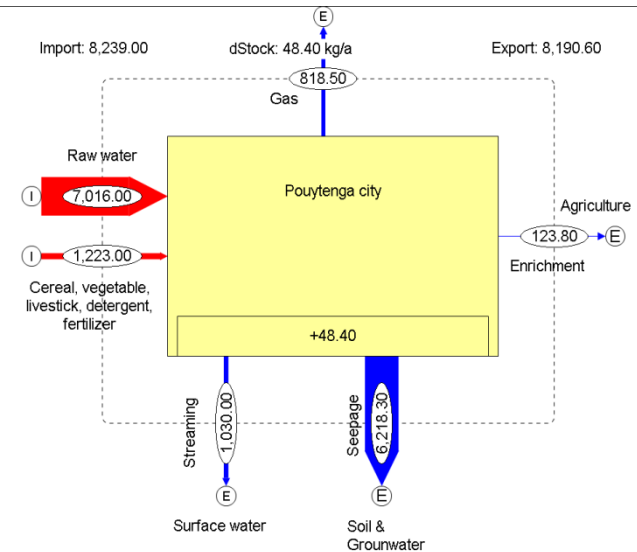 E
Import: 8,239.00
dStock: 48.40 kg/a
Export: 8,190.60
818.50
Gas
Raw water
I
7,016.00
Pouytenga city
Agriculture
I
1,223.00
123.80
E
Enrichment
Cereal, vegetable,
livestick, detergent,
fertilizer
+48.40
Streaming
1,030.00
Seepage
6,218.30
E
E
Surface water
Soil &
Grounwater